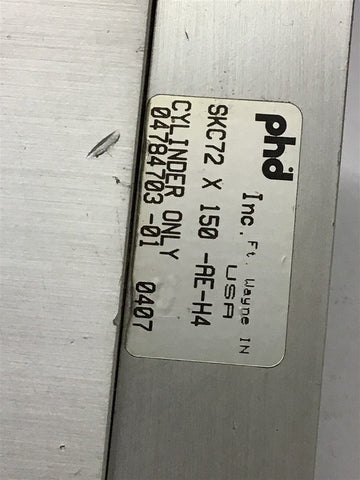 phd Inc. Ft. Wayne IN
USA
SKC72 X 150 -AE-H4
CYLINDER ONLY
04784703-01 0407